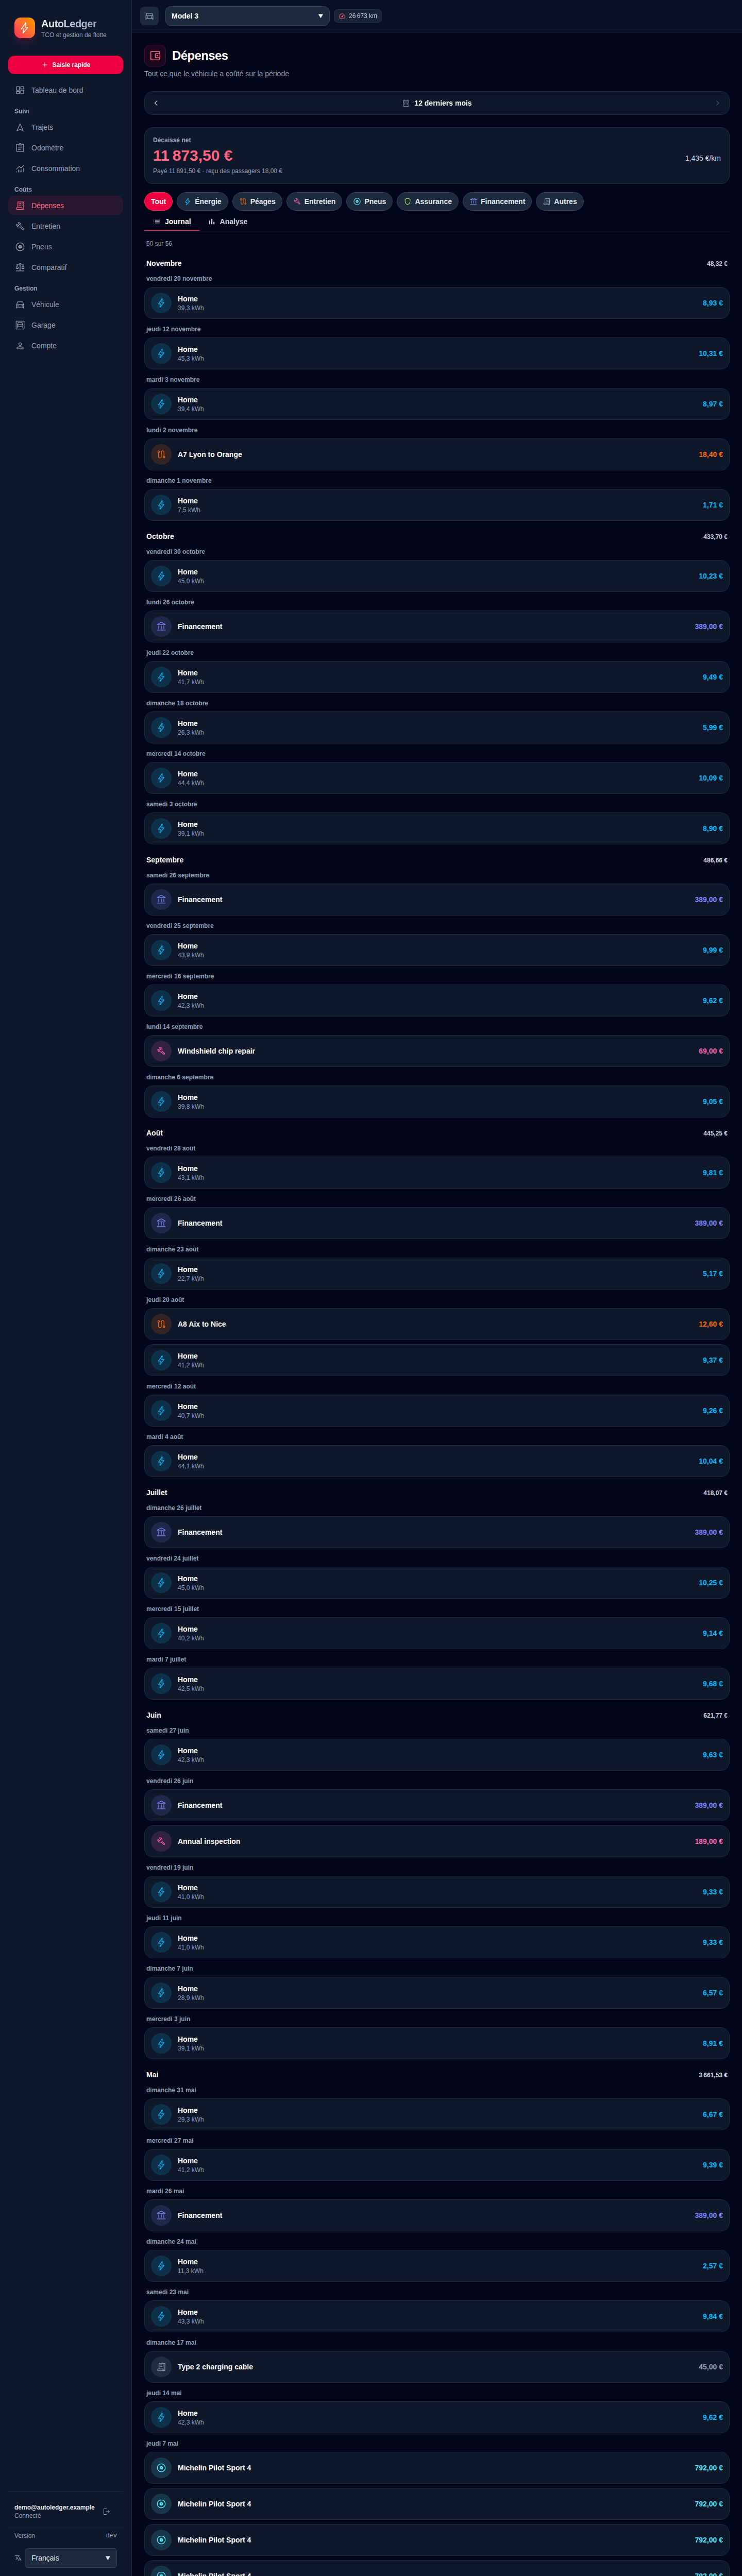 AutoLedger
TCO et gestion de flotte
Saisie rapide
Tableau de bord
Suivi
Trajets
Odomètre
Consommation
Coûts
Dépenses
Entretien
Pneus
Comparatif
Gestion
Véhicule
Garage
Compte
Model 3
26 673 km
Dépenses
Tout ce que le véhicule a coûté sur la période
12 derniers mois
Décaissé net
11 873,50 €
Payé 11 891,50 € · reçu des passagers 18,00 €
1,435 €/km
Tout
Énergie
Péages
Entretien
Pneus
Assurance
Financement
Autres
Journal
Analyse
50 sur 56
Novembre
48,32 €
vendredi 20 novembre
Home
39,3 kWh
8,93 €
jeudi 12 novembre
Home
45,3 kWh
10,31 €
mardi 3 novembre
Home
39,4 kWh
8,97 €
lundi 2 novembre
A7 Lyon to Orange
18,40 €
dimanche 1 novembre
Home
7,5 kWh
1,71 €
Octobre
433,70 €
vendredi 30 octobre
Home
45,0 kWh
10,23 €
lundi 26 octobre
Financement
389,00 €
jeudi 22 octobre
Home
41,7 kWh
9,49 €
dimanche 18 octobre
Home
26,3 kWh
5,99 €
mercredi 14 octobre
Home
44,4 kWh
10,09 €
samedi 3 octobre
Home
39,1 kWh
8,90 €
Septembre
486,66 €
samedi 26 septembre
Financement
389,00 €
vendredi 25 septembre
Home
43,9 kWh
9,99 €
mercredi 16 septembre
Home
42,3 kWh
9,62 €
lundi 14 septembre
Windshield chip repair
69,00 €
dimanche 6 septembre
Home
39,8 kWh
9,05 €
Août
445,25 €
vendredi 28 août
Home
43,1 kWh
9,81 €
mercredi 26 août
Financement
389,00 €
dimanche 23 août
Home
22,7 kWh
5,17 €
jeudi 20 août
A8 Aix to Nice
12,60 €
Home
41,2 kWh
9,37 €
mercredi 12 août
Home
40,7 kWh
9,26 €
mardi 4 août
Home
44,1 kWh
10,04 €
Juillet
418,07 €
dimanche 26 juillet
Financement
389,00 €
vendredi 24 juillet
Home
45,0 kWh
10,25 €
mercredi 15 juillet
Home
40,2 kWh
9,14 €
mardi 7 juillet
Home
42,5 kWh
9,68 €
Juin
621,77 €
samedi 27 juin
Home
42,3 kWh
9,63 €
vendredi 26 juin
Financement
389,00 €
Annual inspection
189,00 €
vendredi 19 juin
Home
41,0 kWh
9,33 €
jeudi 11 juin
Home
41,0 kWh
9,33 €
dimanche 7 juin
Home
28,9 kWh
6,57 €
mercredi 3 juin
Home
39,1 kWh
8,91 €
Mai
3 661,53 €
dimanche 31 mai
Home
29,3 kWh
6,67 €
mercredi 27 mai
Home
41,2 kWh
9,39 €
mardi 26 mai
Financement
389,00 €
dimanche 24 mai
Home
11,3 kWh
2,57 €
samedi 23 mai
Home
43,3 kWh
9,84 €
dimanche 17 mai
Type 2 charging cable
45,00 €
jeudi 14 mai
Home
42,3 kWh
9,62 €
jeudi 7 mai
Michelin Pilot Sport 4
792,00 €
Michelin Pilot Sport 4
792,00 €
Michelin Pilot Sport 4
792,00 €
Michelin Pilot Sport 4
792,00 €
demo@autoledger.example
Connecté
Version
dev
Français